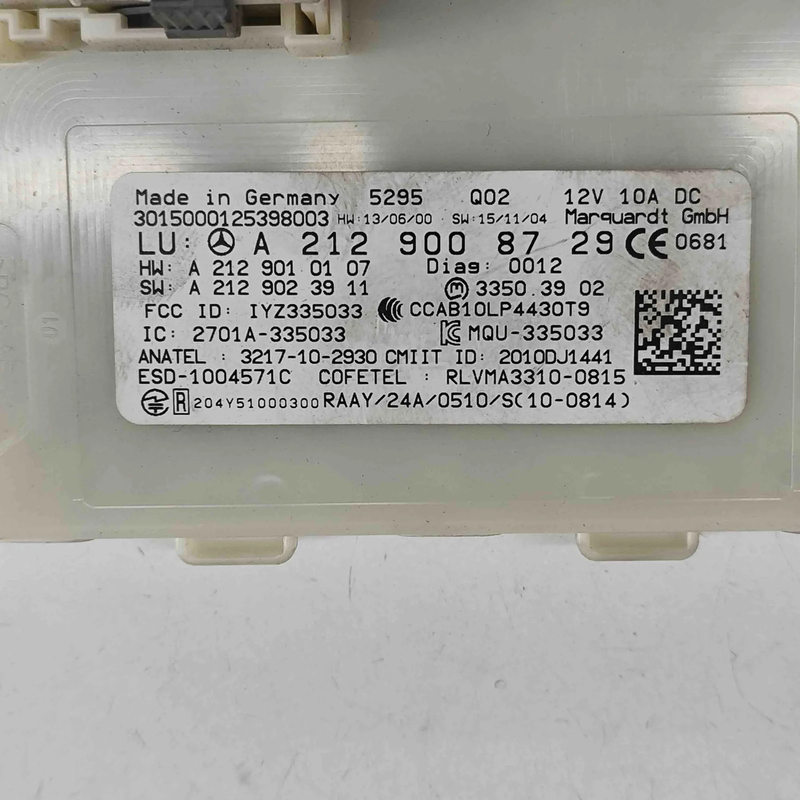 Made in Germany 5295 Q02 12V 10A DC
3015000125398003 HW:13/06/00 SW:15/11/04 Marquardt GmbH
LU: A 212 900 87 29 CE 0681
HW: A 212 901 01 07 Diag: 0012
SW: A 212 902 39 11 M 3350 3902
FCC ID: IYZ335033 CCAB10LP4430T9
IC: 2701A-335033 MQU-335033
ANATEL : 3217-10-2930 CMIIT ID: 2010DJ1441
ESD-1004571C COFETEL : RLVMA3310-0815
R 204Y51000300 RAAY/24A/0510/S(10-0814)